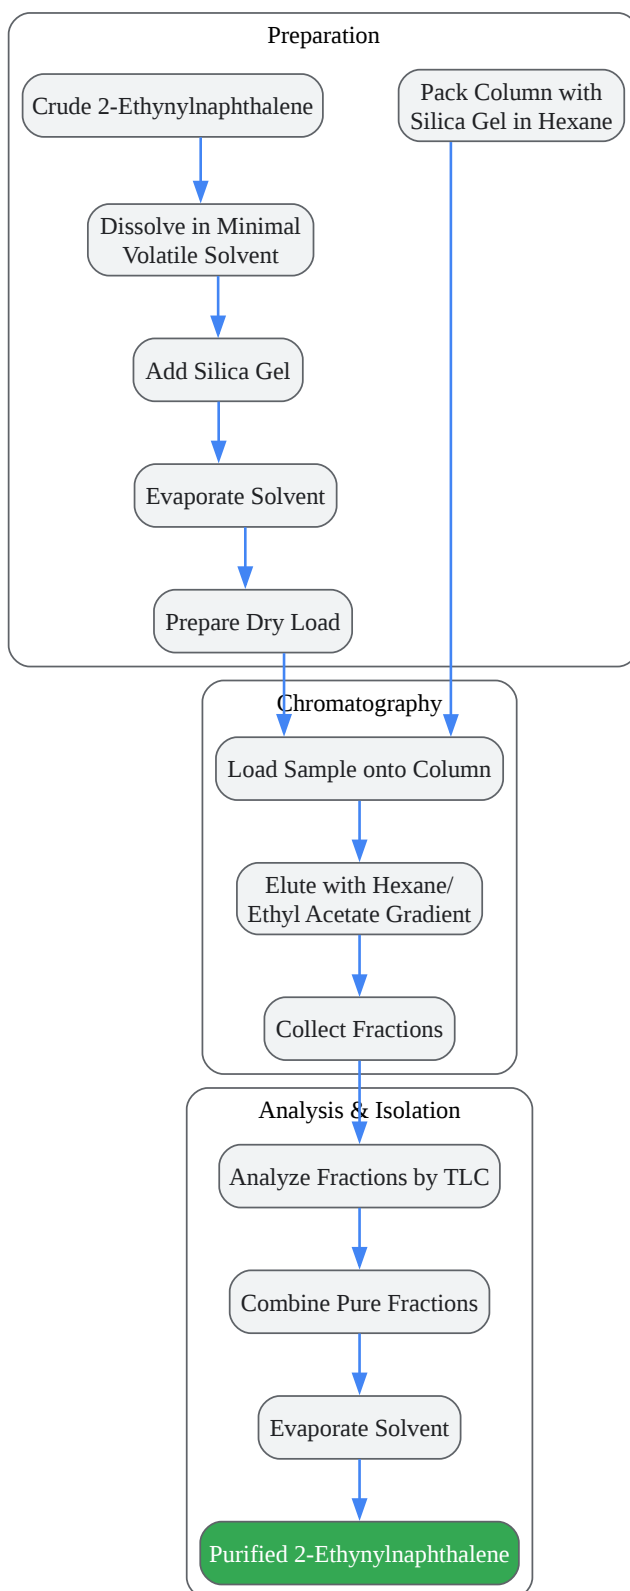 Preparation
Crude 2-Ethynylnaphthalene
Pack Column with
Silica Gel in Hexane
Dissolve in Minimal
Volatile Solvent
Add Silica Gel
Evaporate Solvent
Prepare Dry Load
Chromatography
Load Sample onto Column
Elute with Hexane/
Ethyl Acetate Gradient
Collect Fractions
Analysis & Isolation
Analyze Fractions by TLC
Combine Pure Fractions
Evaporate Solvent
Purified 2-Ethynylnaphthalene